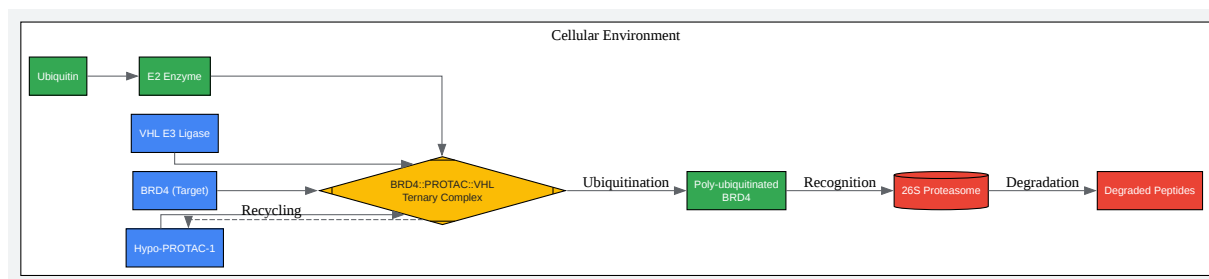 Cellular Environment
Ubiquitin
E2 Enzyme
VHL E3 Ligase
BRD4 (Target)
BRD4::PROTAC::VHL
Ternary Complex
Ubiquitination
Poly-ubiquitinated
BRD4
Recognition
26S Proteasome
Degradation
Degraded Peptides
Recycling
Hypo-PROTAC-1